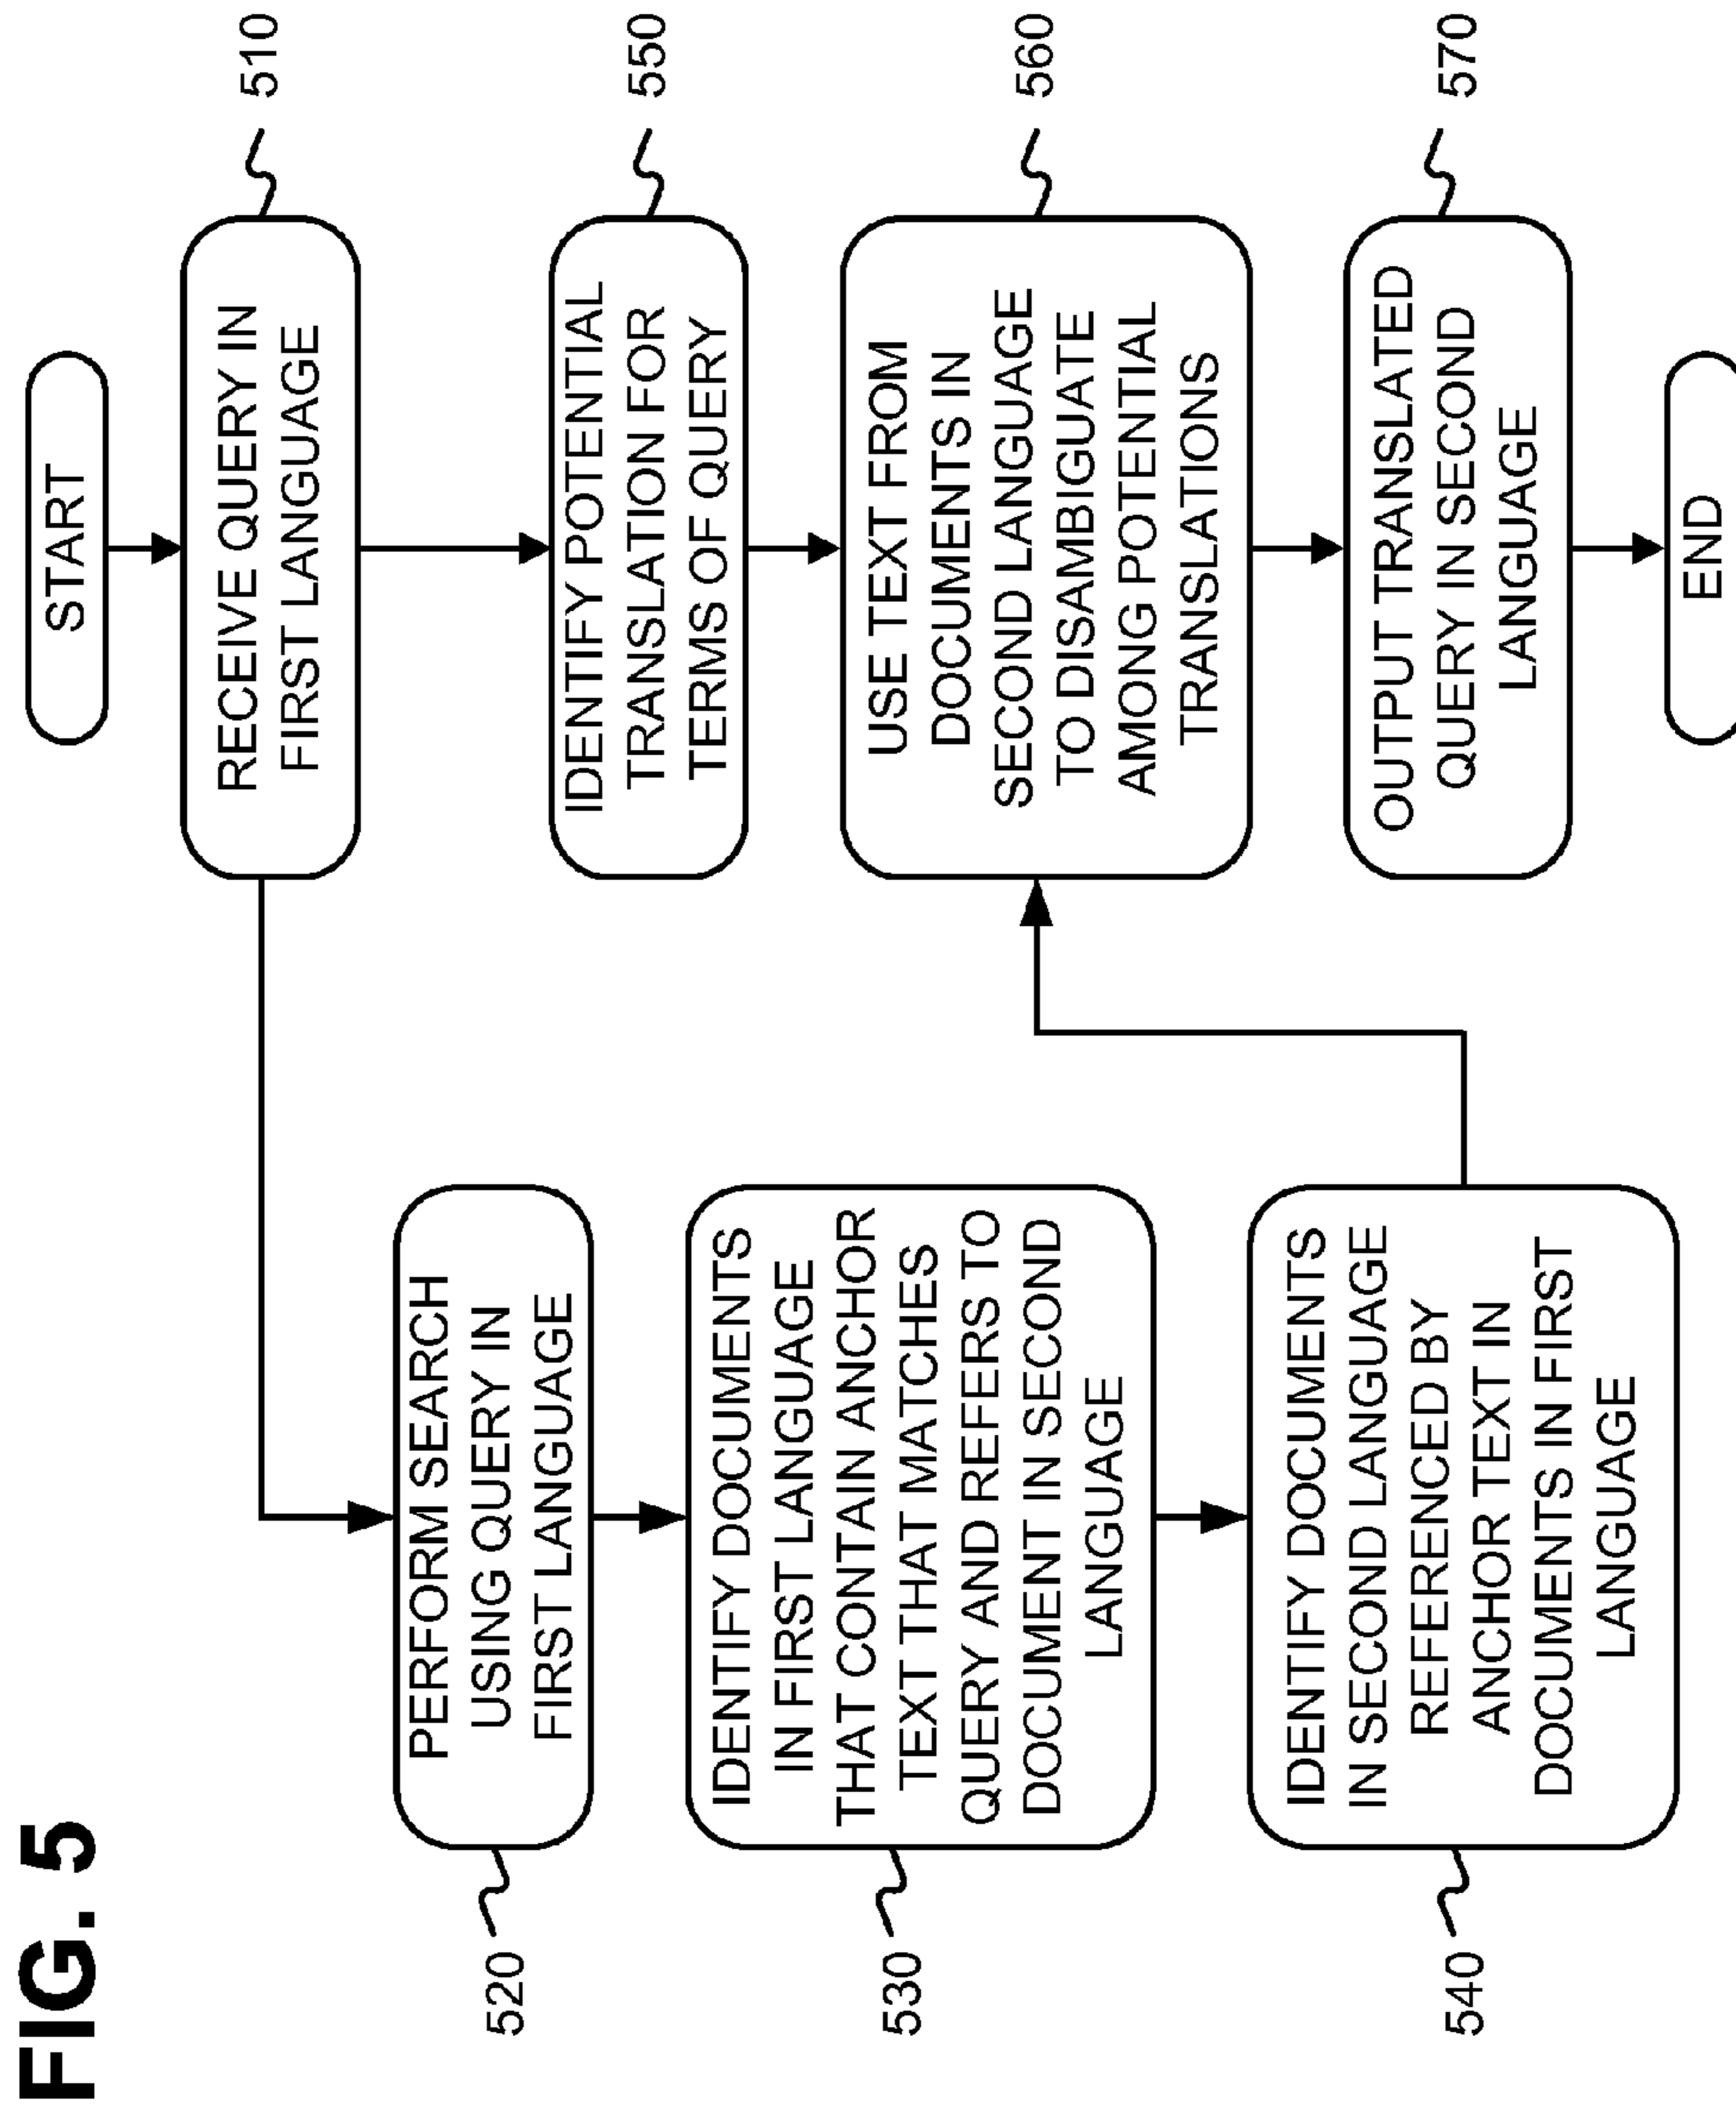 FIG. 5
START
RECEIVE QUERY IN
FIRST LANGUAGE
510
PERFORM SEARCH
USING QUERY IN
FIRST LANGUAGE
520
IDENTIFY DOCUMENTS
IN FIRST LANGUAGE
THAT CONTAIN ANCHOR
TEXT THAT MATCHES
QUERY AND REFERS TO
DOCUMENT IN SECOND
LANGUAGE
530
IDENTIFY DOCUMENTS
IN SECOND LANGUAGE
REFERENCED BY
ANCHOR TEXT IN
DOCUMENTS IN FIRST
LANGUAGE
540
IDENTIFY POTENTIAL
TRANSLATION FOR
TERMS OF QUERY
550
USE TEXT FROM
DOCUMENTS IN
SECOND LANGUAGE
TO DISAMBIGUATE
AMONG POTENTIAL
TRANSLATIONS
560
OUTPUT TRANSLATED
QUERY IN SECOND
LANGUAGE
570
END